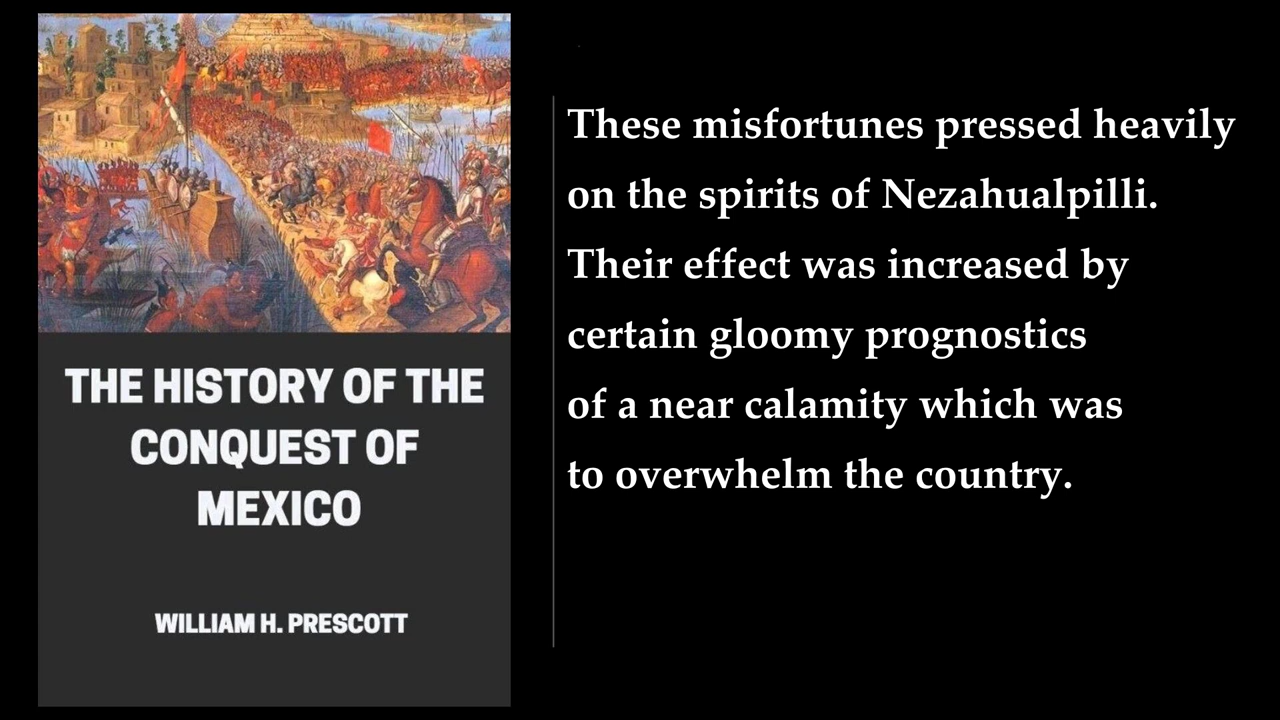 THE HISTORY OF THE
CONQUEST OF
MEXICO
WILLIAM H. PRESCOTT
These misfortunes pressed heavily
on the spirits of Nezahualpilli.
Their effect was increased by
certain gloomy prognostics
of a near calamity which was
to overwhelm the country.